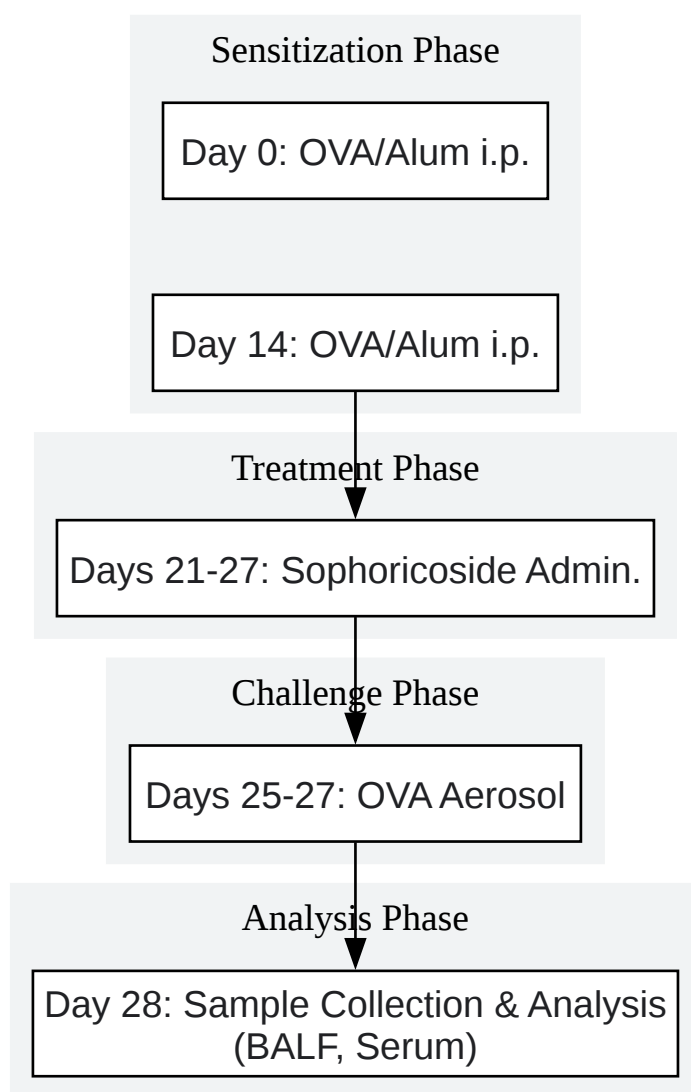 Sensitization Phase
Day 0: OVA/Alum i.p.
Day 14: OVA/Alum i.p.
Treatment Phase
Days 21-27: Sophoricoside Admin.
Challenge Phase
Days 25-27: OVA Aerosol
Analysis Phase
Day 28: Sample Collection & Analysis
(BALF, Serum)